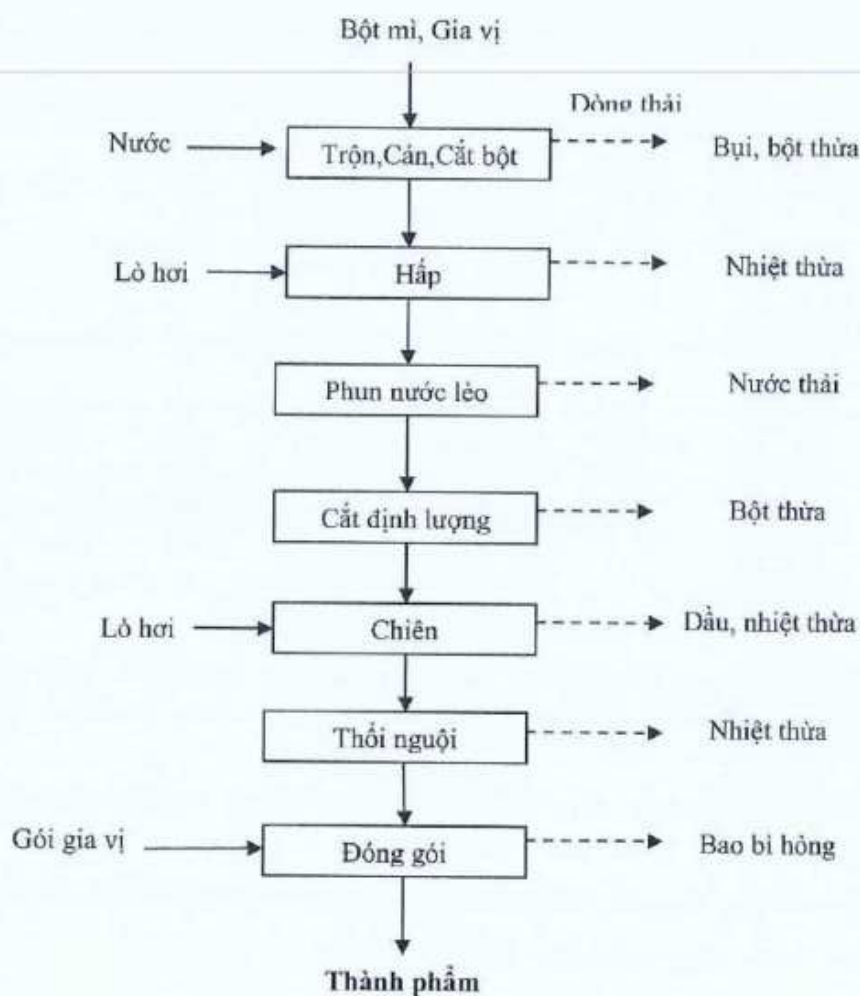 Bột mì, Gia vị
Dòng thải
Nước
Trộn,Cán,Cắt bột
Bụi, bột thừa
Lò hơi
Hấp
Nhiệt thừa
Phun nước lèo
Nước thải
Cắt định lượng
Bột thừa
Lò hơi
Chiên
Dầu, nhiệt thừa
Thổi nguội
Nhiệt thừa
Gói gia vị
Đóng gói
Bao bì hỏng
Thành phẩm